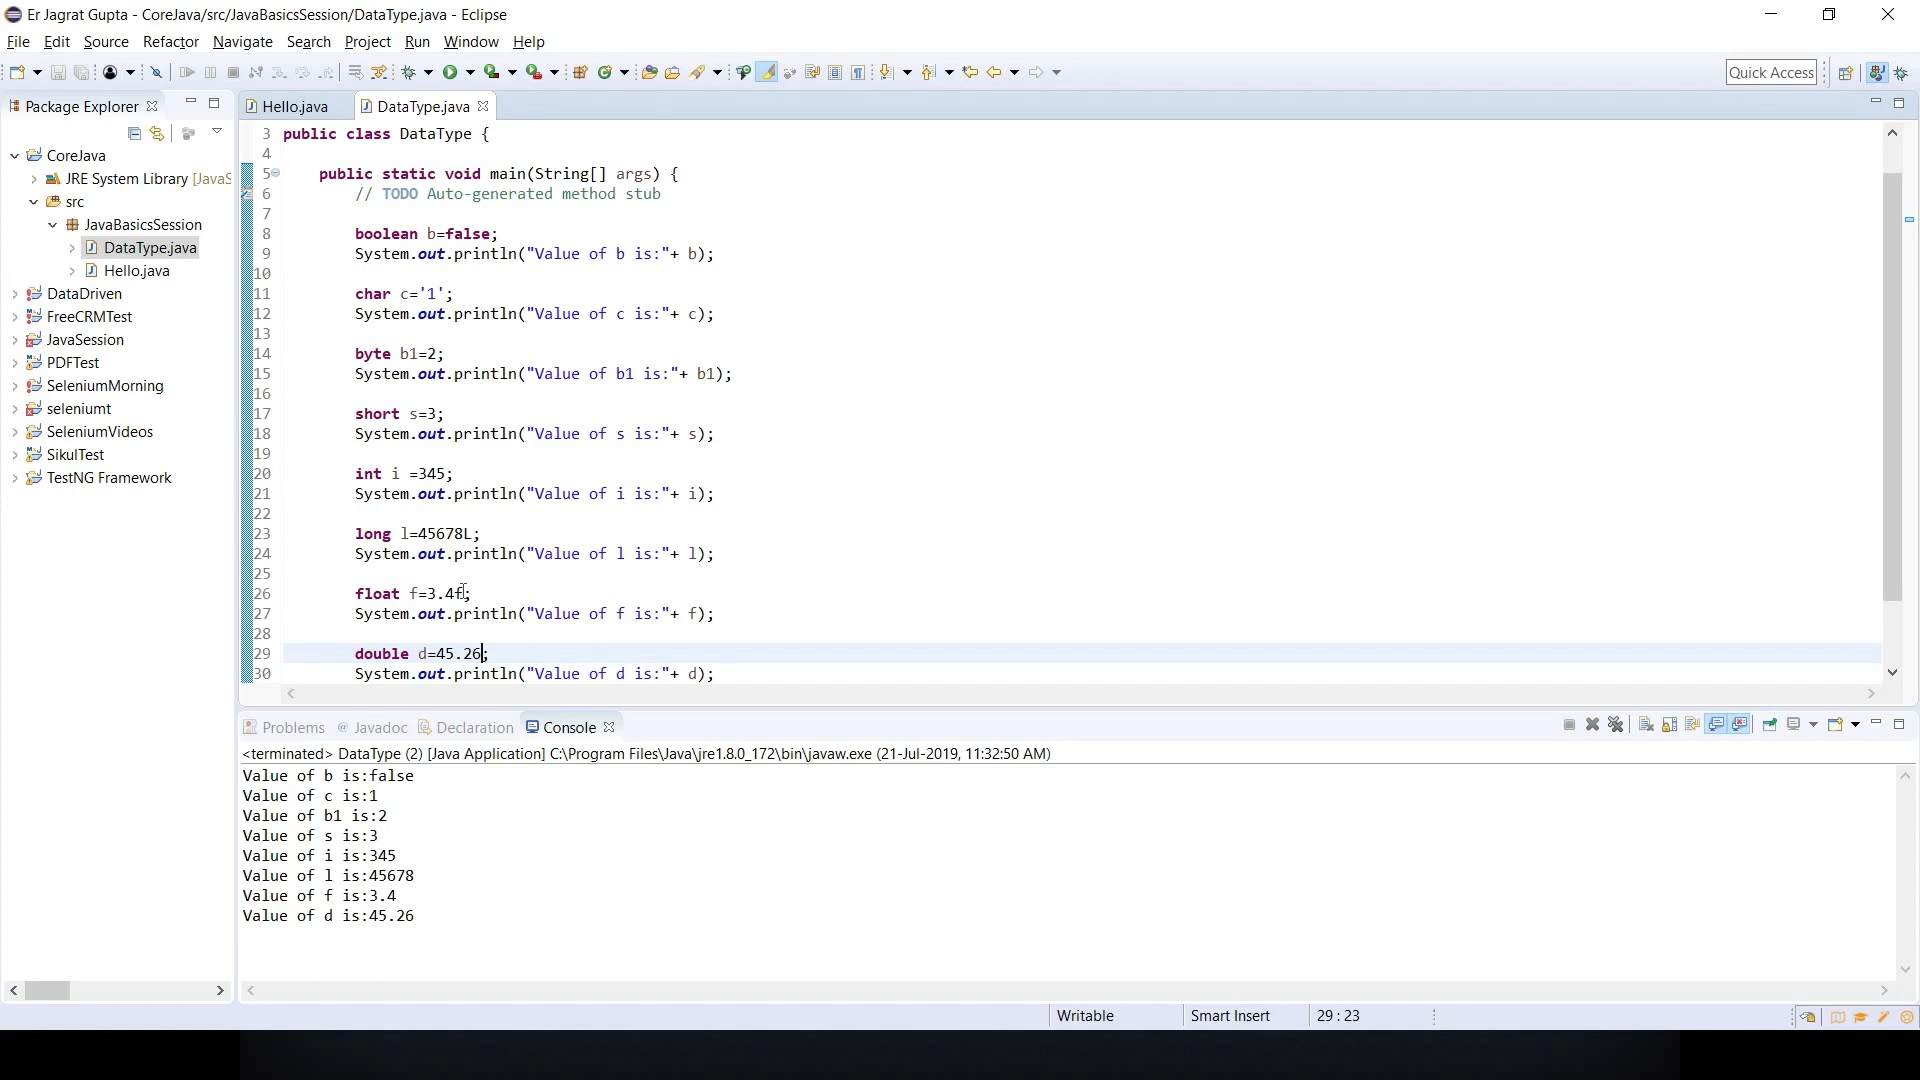 Er Jagrat Gupta - CoreJava/src/JavaBasicsSession/DataType.java - Eclipse
File Edit Source Refactor Navigate Search Project Run Window Help
Quick Access
Package Explorer
CoreJava
JRE System Library [JavaS
src
JavaBasicsSession
DataType.java
Hello.java
DataDriven
FreeCRMTest
JavaSession
PDFTest
SeleniumMorning
seleniumt
SeleniumVideos
SikulTest
TestNG Framework
Hello.java DataType.java
3 public class DataType {
4
5 public static void main(String[] args) {
6 // TODO Auto-generated method stub
7
8 boolean b=false;
9 System.out.println("Value of b is:"+ b);
10
11 char c='1';
12 System.out.println("Value of c is:"+ c);
13
14 byte b1=2;
15 System.out.println("Value of b1 is:"+ b1);
16
17 short s=3;
18 System.out.println("Value of s is:"+ s);
19
20 int i =345;
21 System.out.println("Value of i is:"+ i);
22
23 long l=45678L;
24 System.out.println("Value of l is:"+ l);
25
26 float f=3.4f;
27 System.out.println("Value of f is:"+ f);
28
29 double d=45.26;
30 System.out.println("Value of d is:"+ d);
Problems @ Javadoc Declaration Console
<terminated> DataType (2) [Java Application] C:\Program Files\Java\jre1.8.0_172\bin\javaw.exe (21-Jul-2019, 11:32:50 AM)
Value of b is:false
Value of c is:1
Value of b1 is:2
Value of s is:3
Value of i is:345
Value of l is:45678
Value of f is:3.4
Value of d is:45.26
Writable Smart Insert 29 : 23